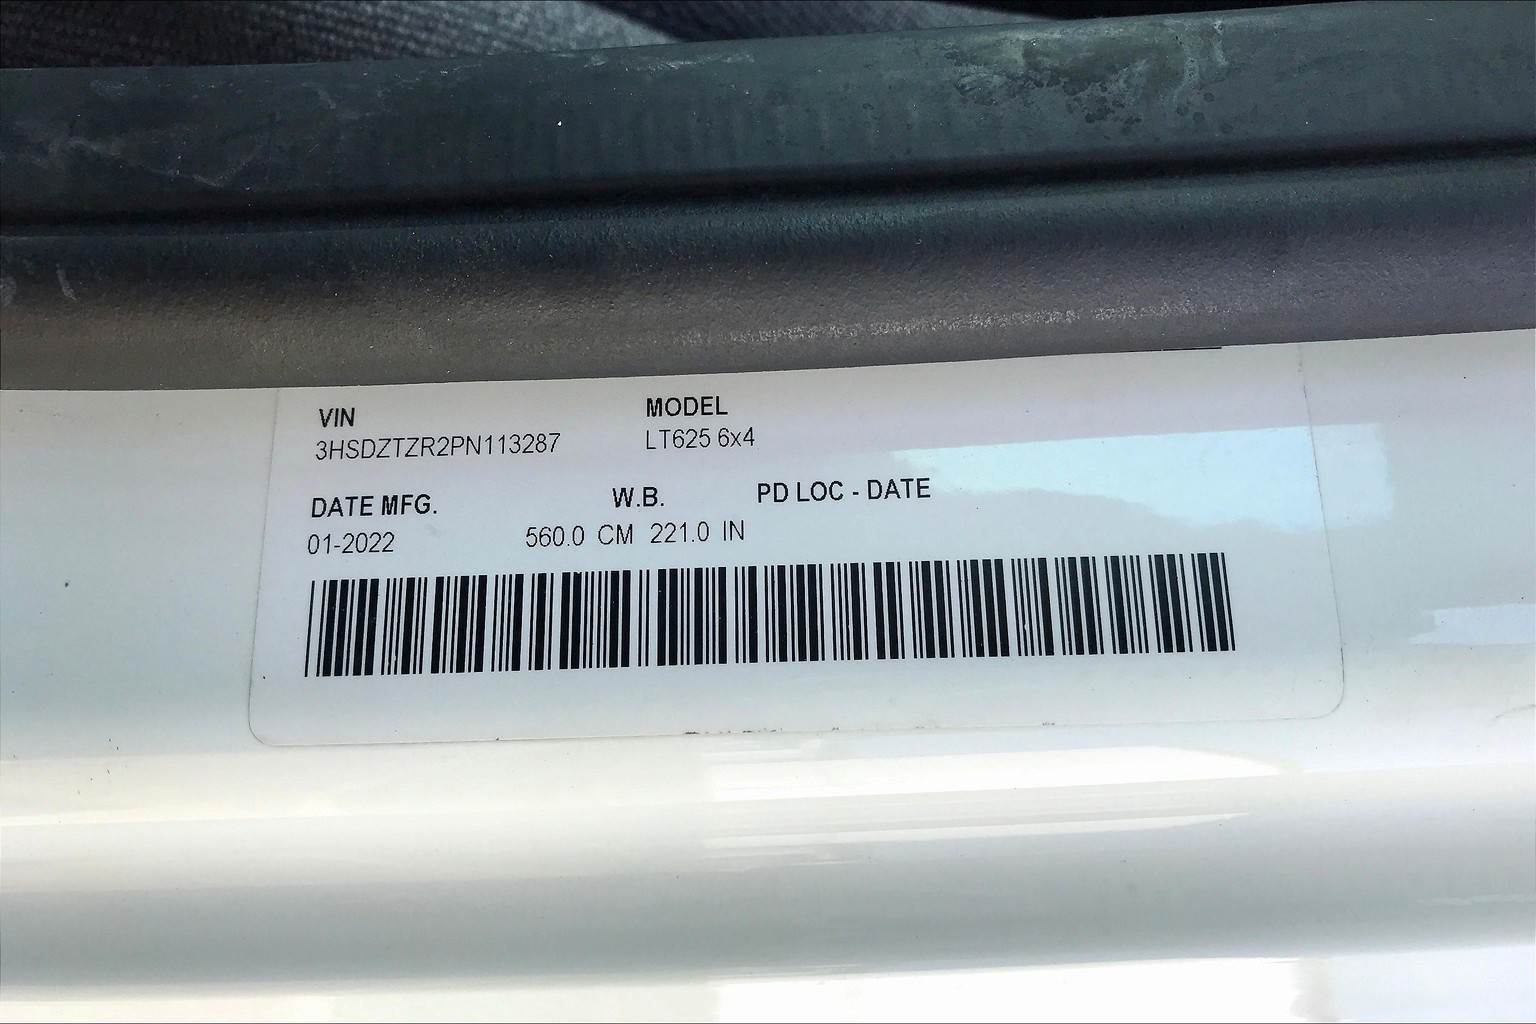 VIN MODEL
3HSDZTZR2PN113287 LT625 6x4
DATE MFG. W.B. PD LOC - DATE
01-2022 560.0 CM 221.0 IN